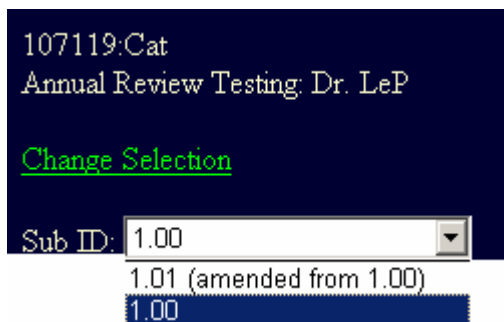 107119:Cat
Annual Review Testing: Dr. LeP
Change Selection
Sub ID: 1.00
1.01 (amended from 1.00)
1.00